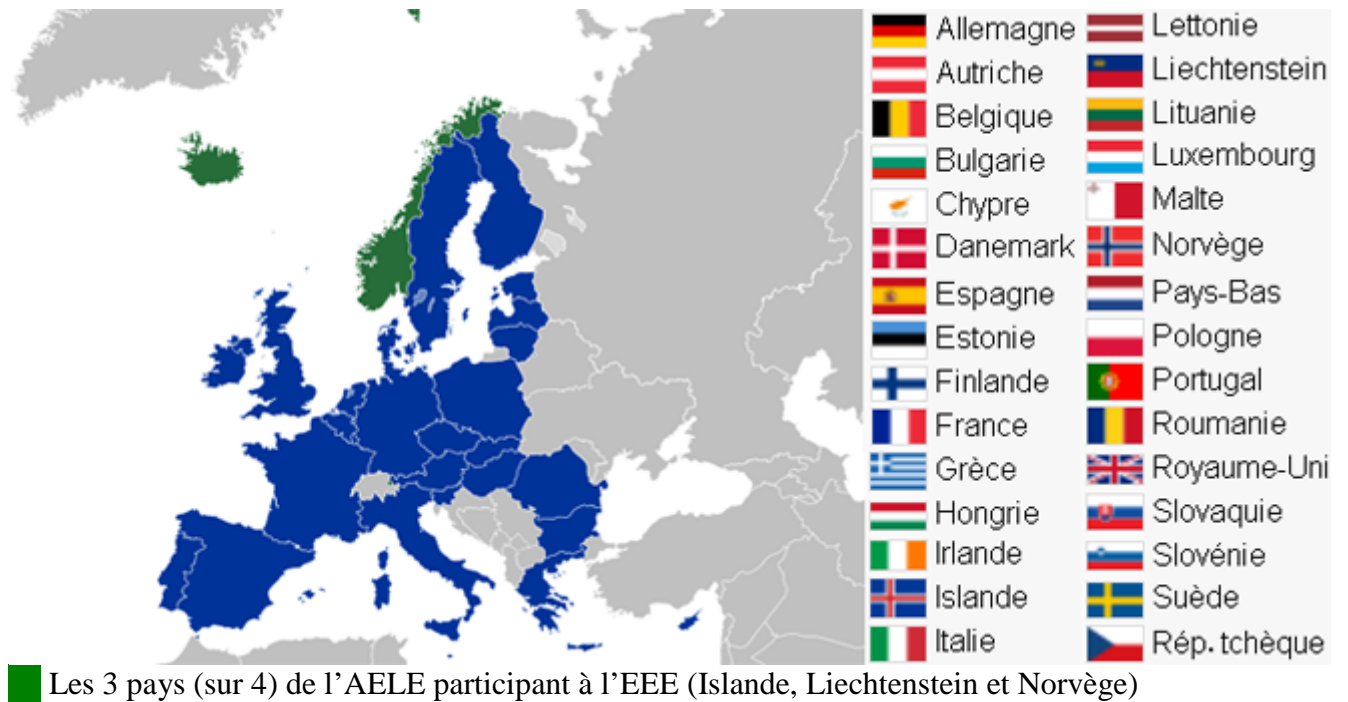 Allemagne
Autriche
Belgique
Bulgarie
Chypre
Danemark
Espagne
Estonie
Finlande
France
Grèce
Hongrie
Irlande
Islande
Italie
Lettonie
Liechtenstein
Lituanie
Luxembourg
Malte
Norvège
Pays-Bas
Pologne
Portugal
Roumanie
Royaume-Uni
Slovaquie
Slovénie
Suède
Rép. tchèque
Les 3 pays (sur 4) de l’AELE participant à l’EEE (Islande, Liechtenstein et Norvège)